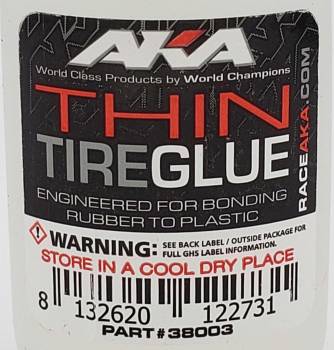 AKA
World Class Products by World Champions
THIN
TIREGLUE
RACEAKA.COM
ENGINEERED FOR BONDING
RUBBER TO PLASTIC
WARNING: SEE BACK LABEL / OUTSIDE PACKAGE FOR
FULL GHS LABEL INFORMATION.
STORE IN A COOL DRY PLACE
8 132620 122731
PART #38003